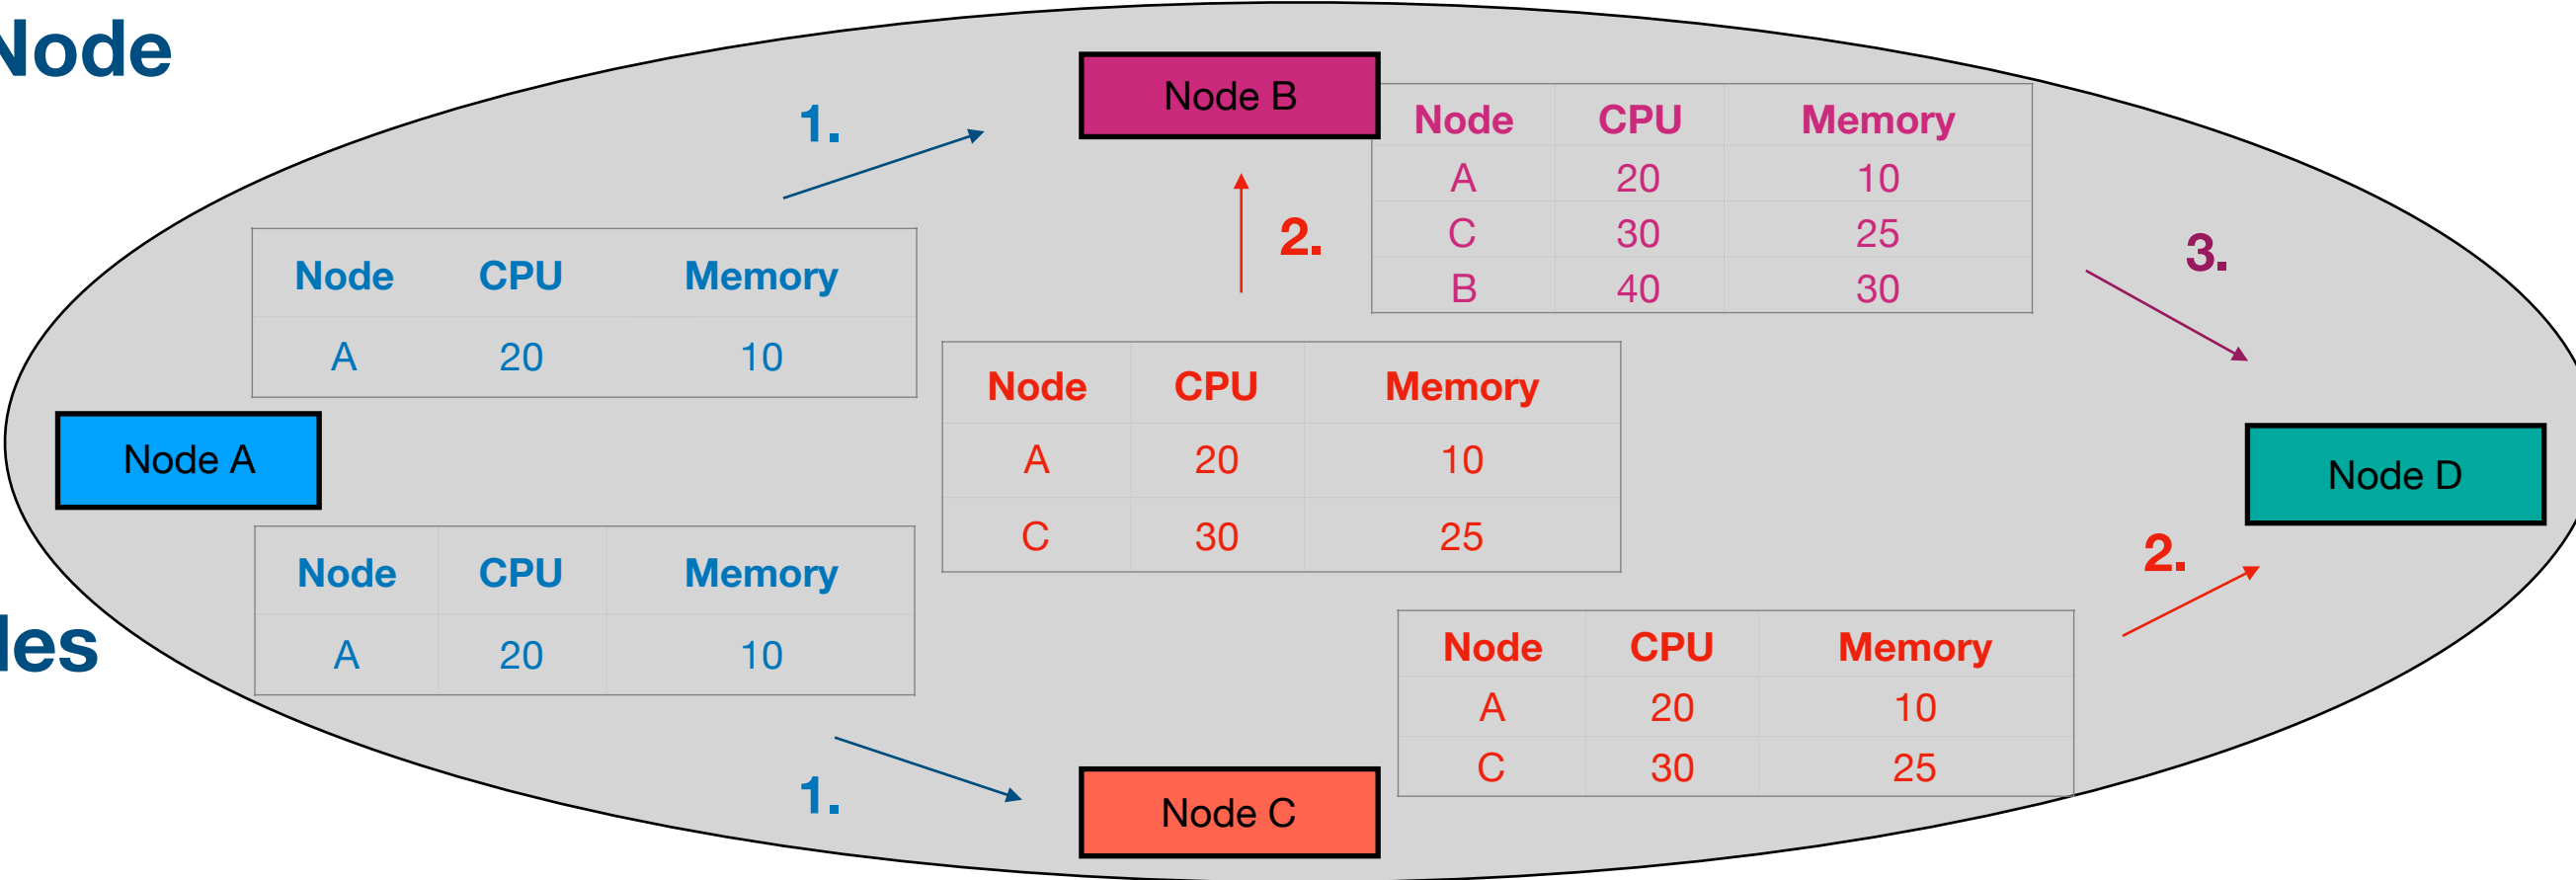 Node
1.
Node B
Node CPU Memory
A 20 10
C 30 25
B 40 30
2.
3.
Node CPU Memory
A 20 10
Node A
Node CPU Memory
A 20 10
C 30 25
Node D
Node CPU Memory
A 20 10
2.
les
Node CPU Memory
A 20 10
C 30 25
1.
Node C